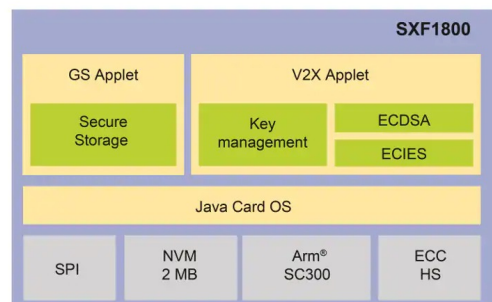 SXF1800
GS Applet
V2X Applet
Secure
Storage
Key
management
ECDSA
ECIES
Java Card OS
SPI
NVM
2 MB
Arm®
SC300
ECC
HS